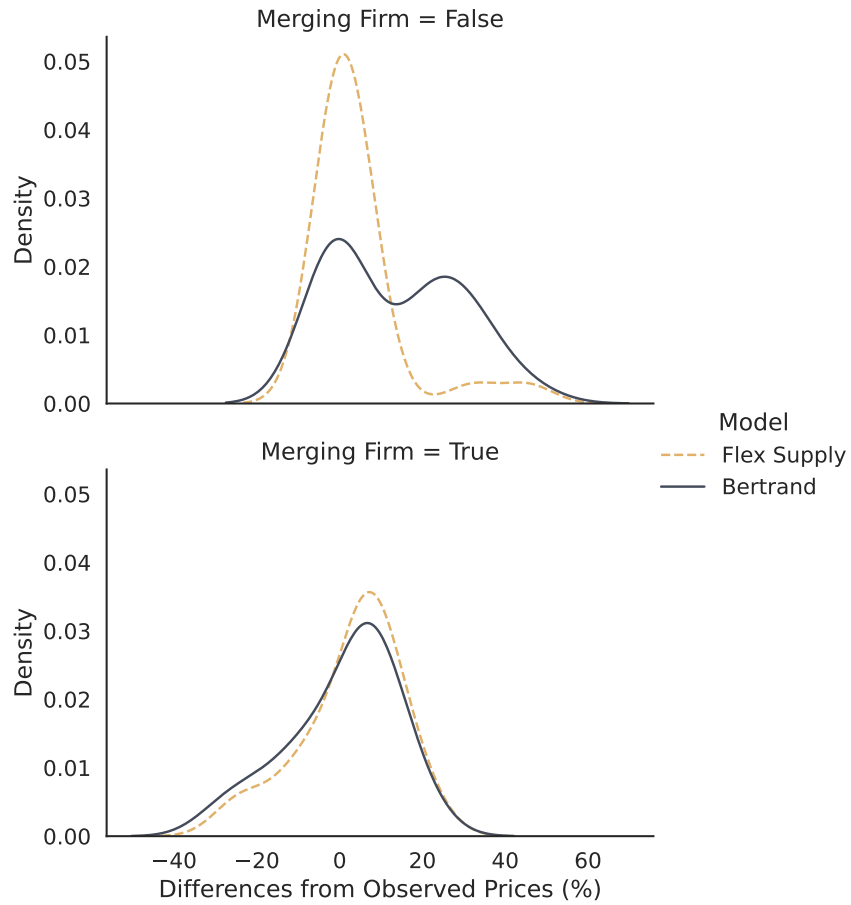 Merging Firm = False
0.05
0.04
0.03
0.02
0.01
0.00
Density
Merging Firm = True
0.05
0.04
0.03
0.02
0.01
0.00
Density
−40 −20 0 20 40 60
Differences from Observed Prices (%)
Model
Flex Supply
Bertrand